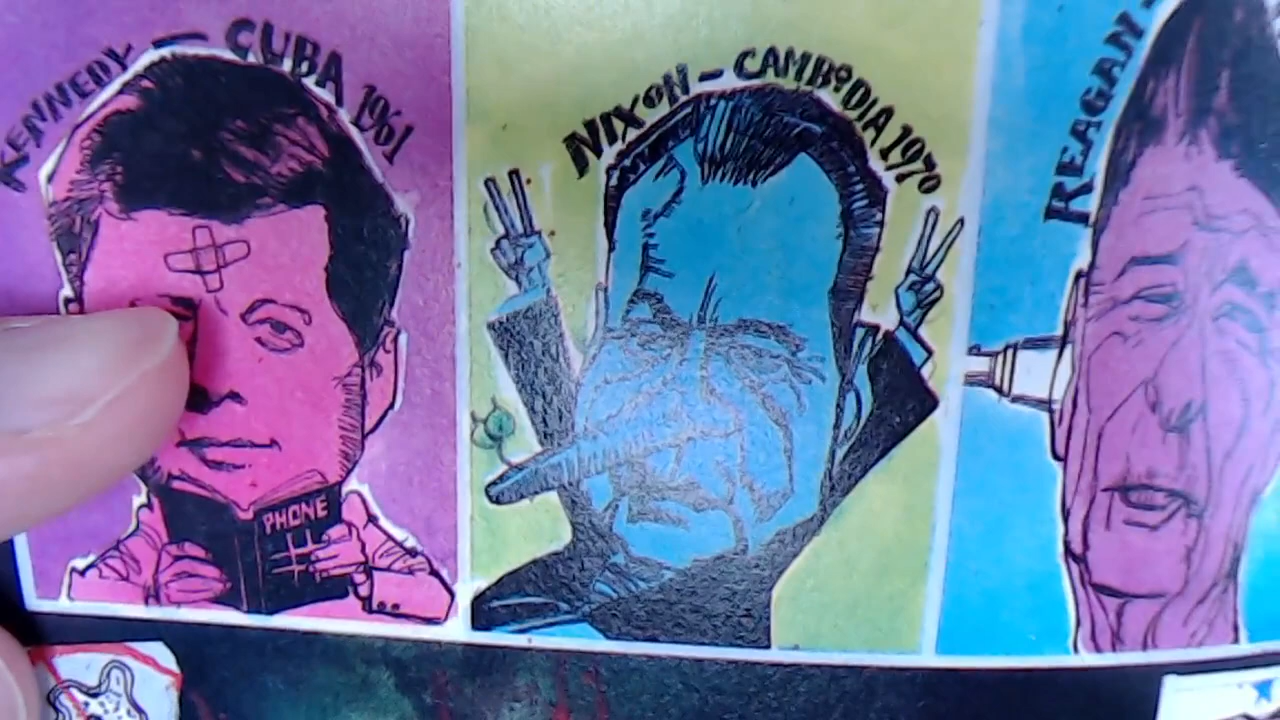 KENNEDY – CUBA 1961
PHONE
#
NIXON – CAMBODIA 1970
REAGAN –